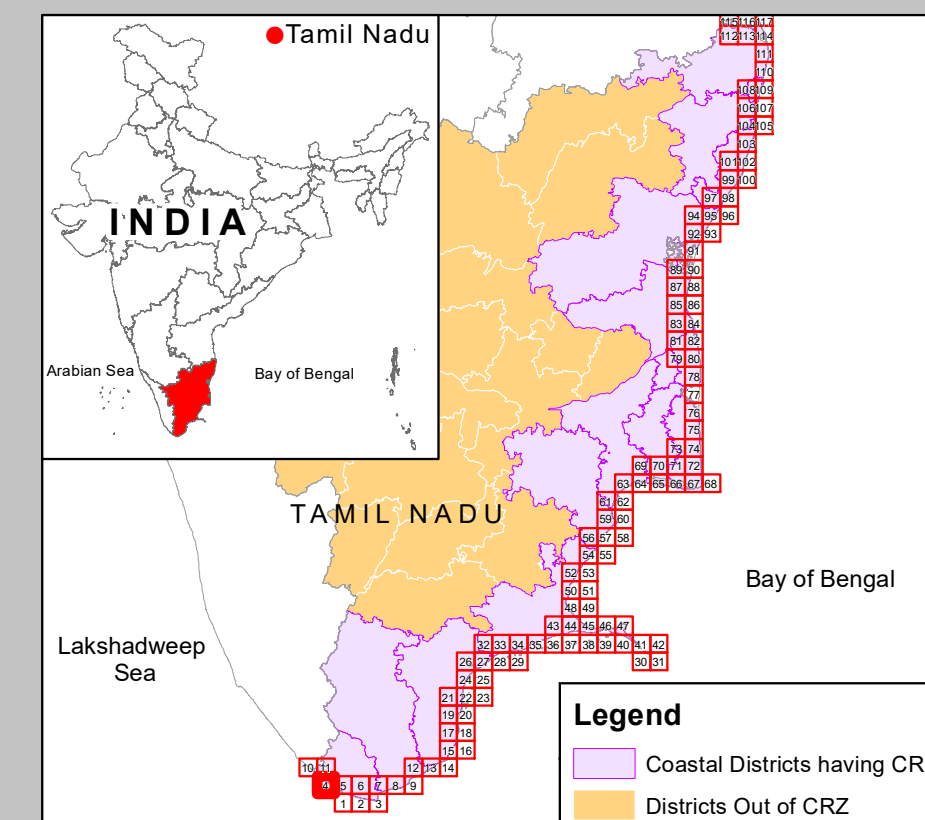 Tamil Nadu
INDIA
Arabian Sea
Bay of Bengal
115 116 117
112 113 114
111
110
108 109
106 107
104 105
103
101 102
99 100
97 98
94 95 96
92 93
91
89 90
87 88
85 86
83 84
81 82
79 80
78
77
76
75
73 74
69 70 71 72
63 64 65 66 67 68
61 62
TAMIL NADU
59 60
56 57 58
54 55
52 53
Bay of Bengal
50 51
48 49
43 44 45 46 47
32 33 34 35 36 37 38 39 40 41 42
Lakshadweep
Sea
26 27 28 29 30 31
24 25
21 22 23
19 20
17 18
15 16
10 11 12 13 14
4 5 6 7 8 9
1 2 3
Legend
Coastal Districts having CR
Districts Out of CRZ